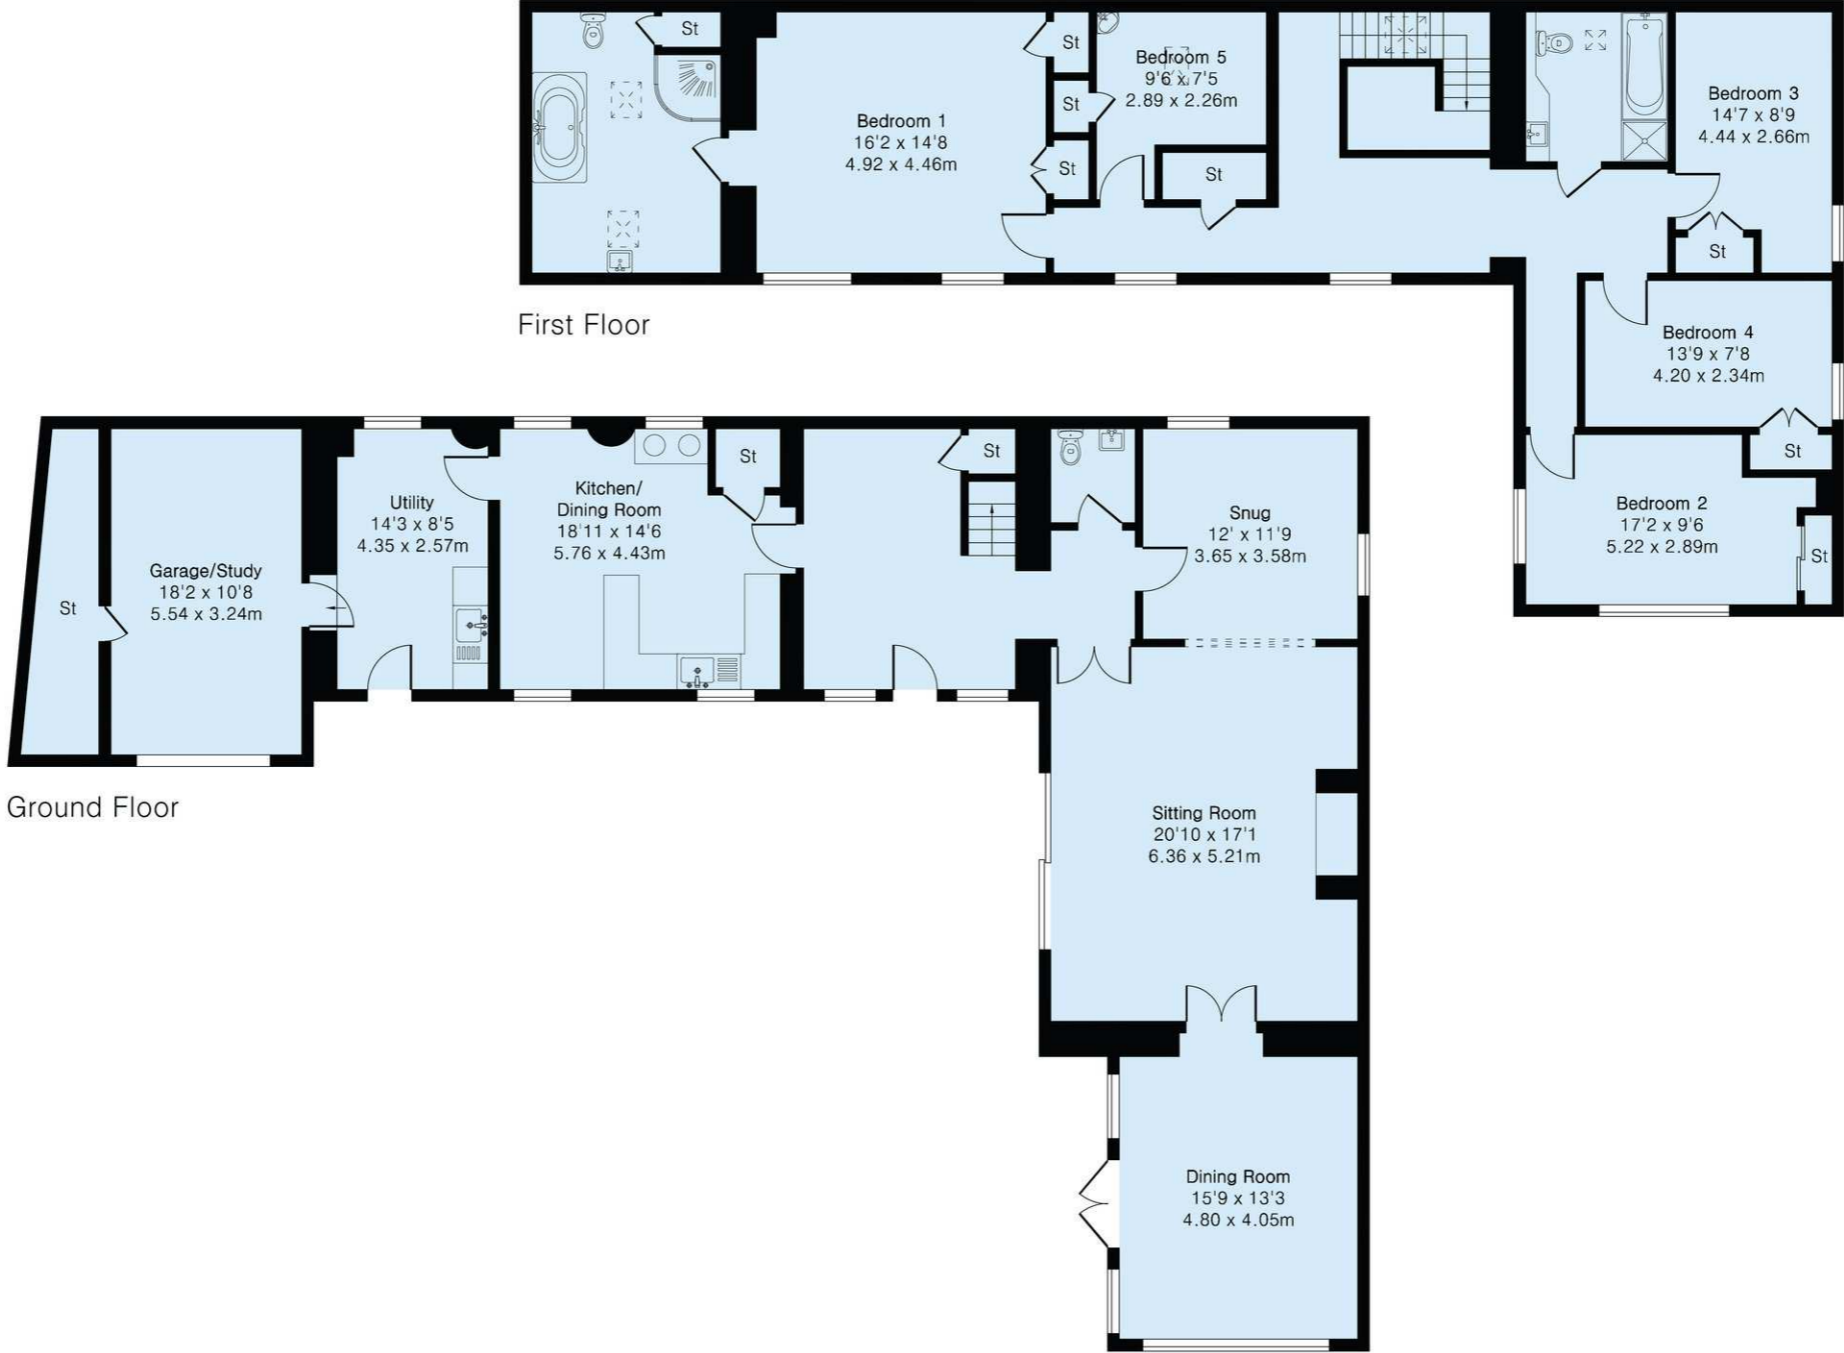 St
St
Bedroom 5
9'6 x 7'5
2.89 x 2.26m
St
Bedroom 1
16'2 x 14'8
4.92 x 4.46m
St
St
Bedroom 3
14'7 x 8'9
4.44 x 2.66m
St
Bedroom 4
13'9 x 7'8
4.20 x 2.34m
St
Bedroom 2
17'2 x 9'6
5.22 x 2.89m
St
First Floor
St
Garage/Study
18'2 x 10'8
5.54 x 3.24m
Utility
14'3 x 8'5
4.35 x 2.57m
Kitchen/
Dining Room
18'11 x 14'6
5.76 x 4.43m
St
St
Snug
12' x 11'9
3.65 x 3.58m
Ground Floor
Sitting Room
20'10 x 17'1
6.36 x 5.21m
Dining Room
15'9 x 13'3
4.80 x 4.05m